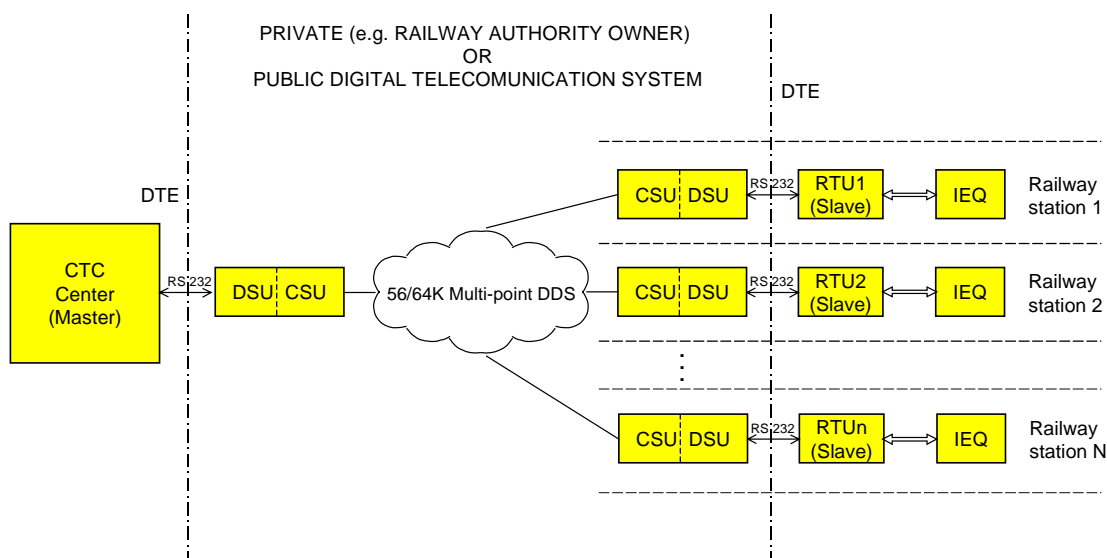 PRIVATE (e.g. RAILWAY AUTHORITY OWNER)
OR
PUBLIC DIGITAL TELECOMUNICATION SYSTEM
DTE
DTE
CTC
Center
(Master)
RS 232
DSU CSU
56/64K Multi-point DDS
CSU DSU
RS 232
RTU1
(Slave)
IEQ
Railway
station 1
CSU DSU
RS 232
RTU2
(Slave)
IEQ
Railway
station 2
CSU DSU
RS 232
RTUn
(Slave)
IEQ
Railway
station N